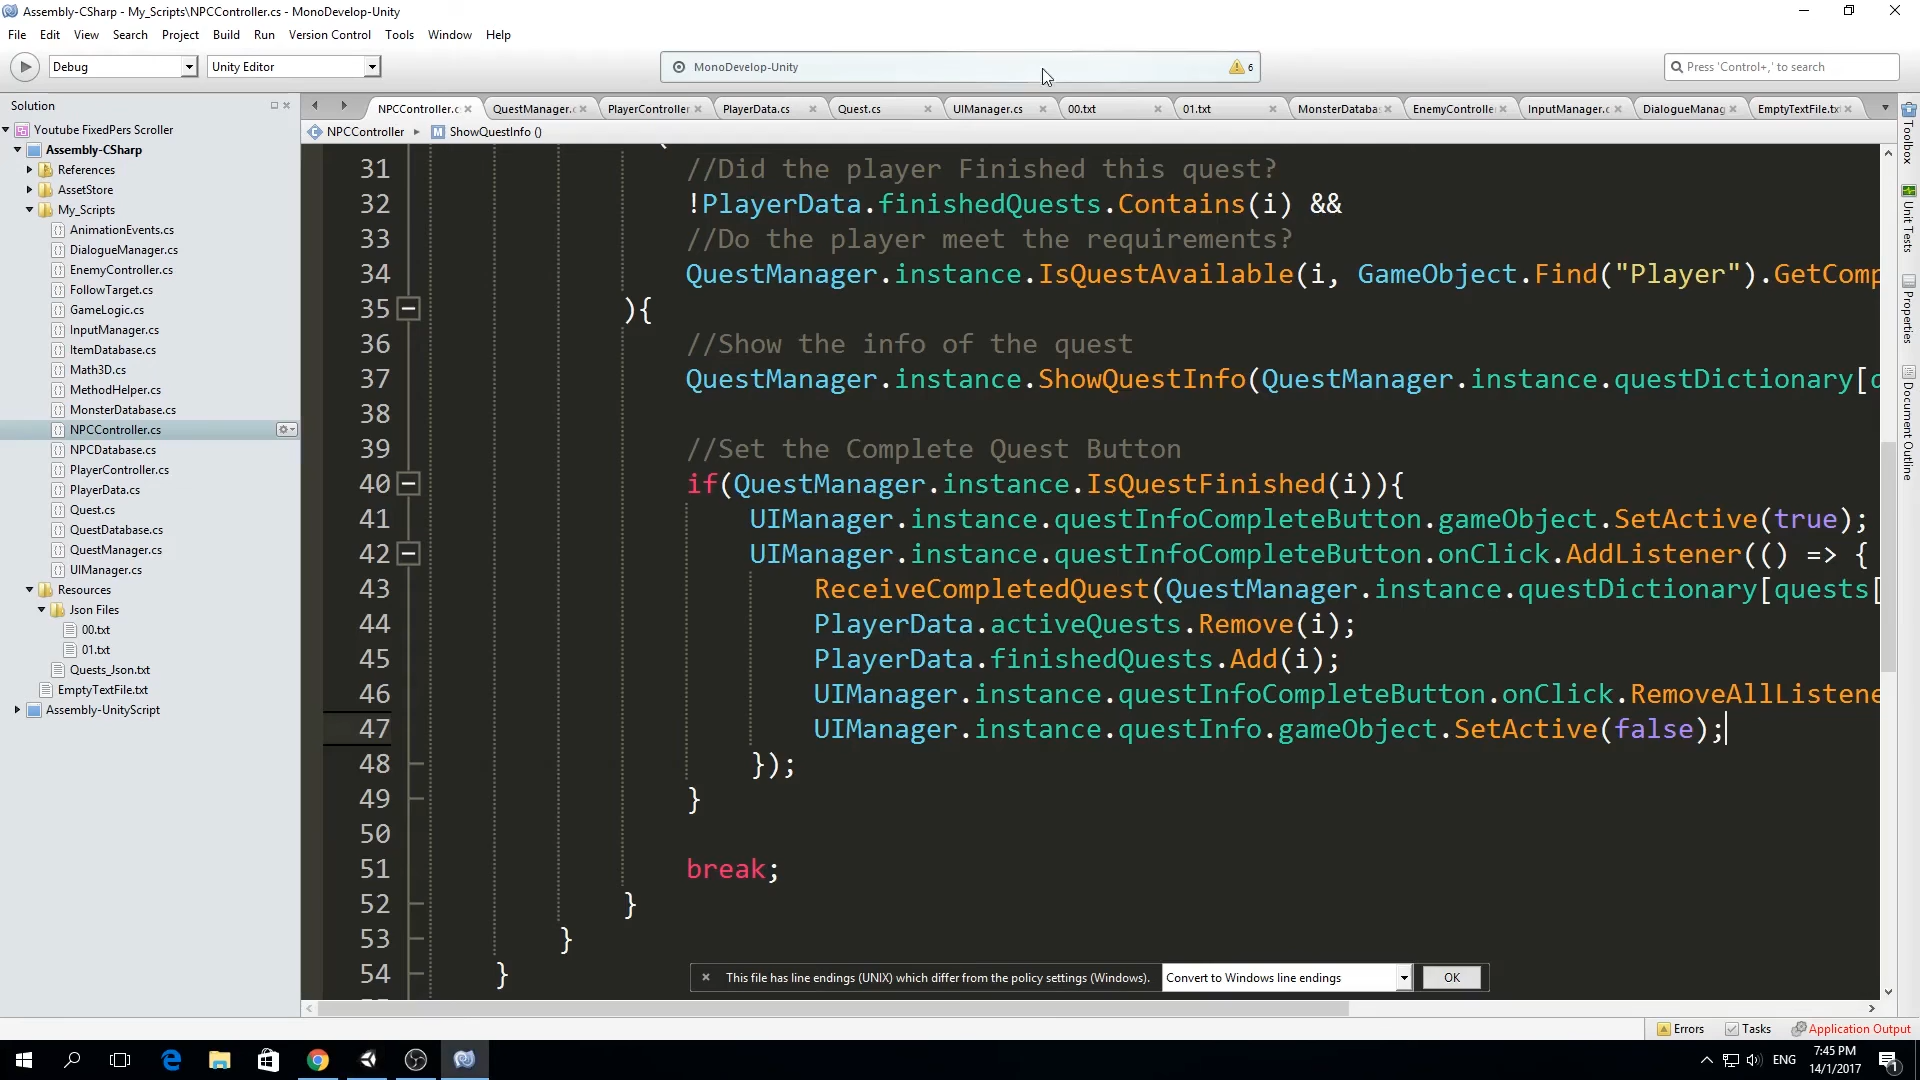 Assembly-CSharp - My_Scripts\NPCController.cs - MonoDevelop-Unity
File Edit View Search Project Build Run Version Control Tools Window Help
Debug Unity Editor MonoDevelop-Unity 6 Press 'Control+,' to search
Solution
NPCController.c QuestManager.c PlayerController PlayerData.cs Quest.cs UIManager.cs 00.txt 01.txt MonsterDataba EnemyControlle InputManager.c DialogueManag EmptyTextFile.tx
NPCController ShowQuestInfo ()
Youtube FixedPers Scroller
Assembly-CSharp
References
AssetStore
My_Scripts
AnimationEvents.cs
DialogueManager.cs
EnemyController.cs
FollowTarget.cs
GameLogic.cs
InputManager.cs
ItemDatabase.cs
Math3D.cs
MethodHelper.cs
MonsterDatabase.cs
NPCController.cs
NPCDatabase.cs
PlayerController.cs
PlayerData.cs
Quest.cs
QuestDatabase.cs
QuestManager.cs
UIManager.cs
Resources
Json Files
00.txt
01.txt
Quests_Json.txt
EmptyTextFile.txt
Assembly-UnityScript
31 //Did the player Finished this quest?
32 !PlayerData.finishedQuests.Contains(i) &&
33 //Do the player meet the requirements?
34 QuestManager.instance.IsQuestAvailable(i, GameObject.Find("Player").GetComp
35 ){
36 //Show the info of the quest
37 QuestManager.instance.ShowQuestInfo(QuestManager.instance.questDictionary[q
38
39 //Set the Complete Quest Button
40 if(QuestManager.instance.IsQuestFinished(i)){
41 UIManager.instance.questInfoCompleteButton.gameObject.SetActive(true);
42 UIManager.instance.questInfoCompleteButton.onClick.AddListener(() => {
43 ReceiveCompletedQuest(QuestManager.instance.questDictionary[quests[
44 PlayerData.activeQuests.Remove(i);
45 PlayerData.finishedQuests.Add(i);
46 UIManager.instance.questInfoCompleteButton.onClick.RemoveAllListene
47 UIManager.instance.questInfo.gameObject.SetActive(false);
48 });
49 }
50
51 break;
52 }
53 }
54 }
This file has line endings (UNIX) which differ from the policy settings (Windows). Convert to Windows line endings OK
Toolbox
Unit Tests
Properties
Document Outline
Errors Tasks Application Output
ENG 7:45 PM
14/1/2017
1